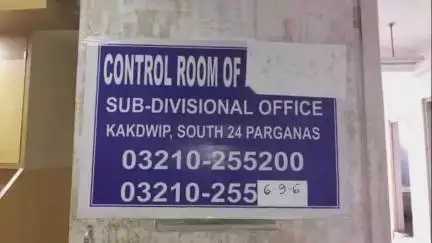 CONTROL ROOM OF
SUB-DIVISIONAL OFFICE
KAKDWIP, SOUTH 24 PARGANAS
03210-255200
03210-255696